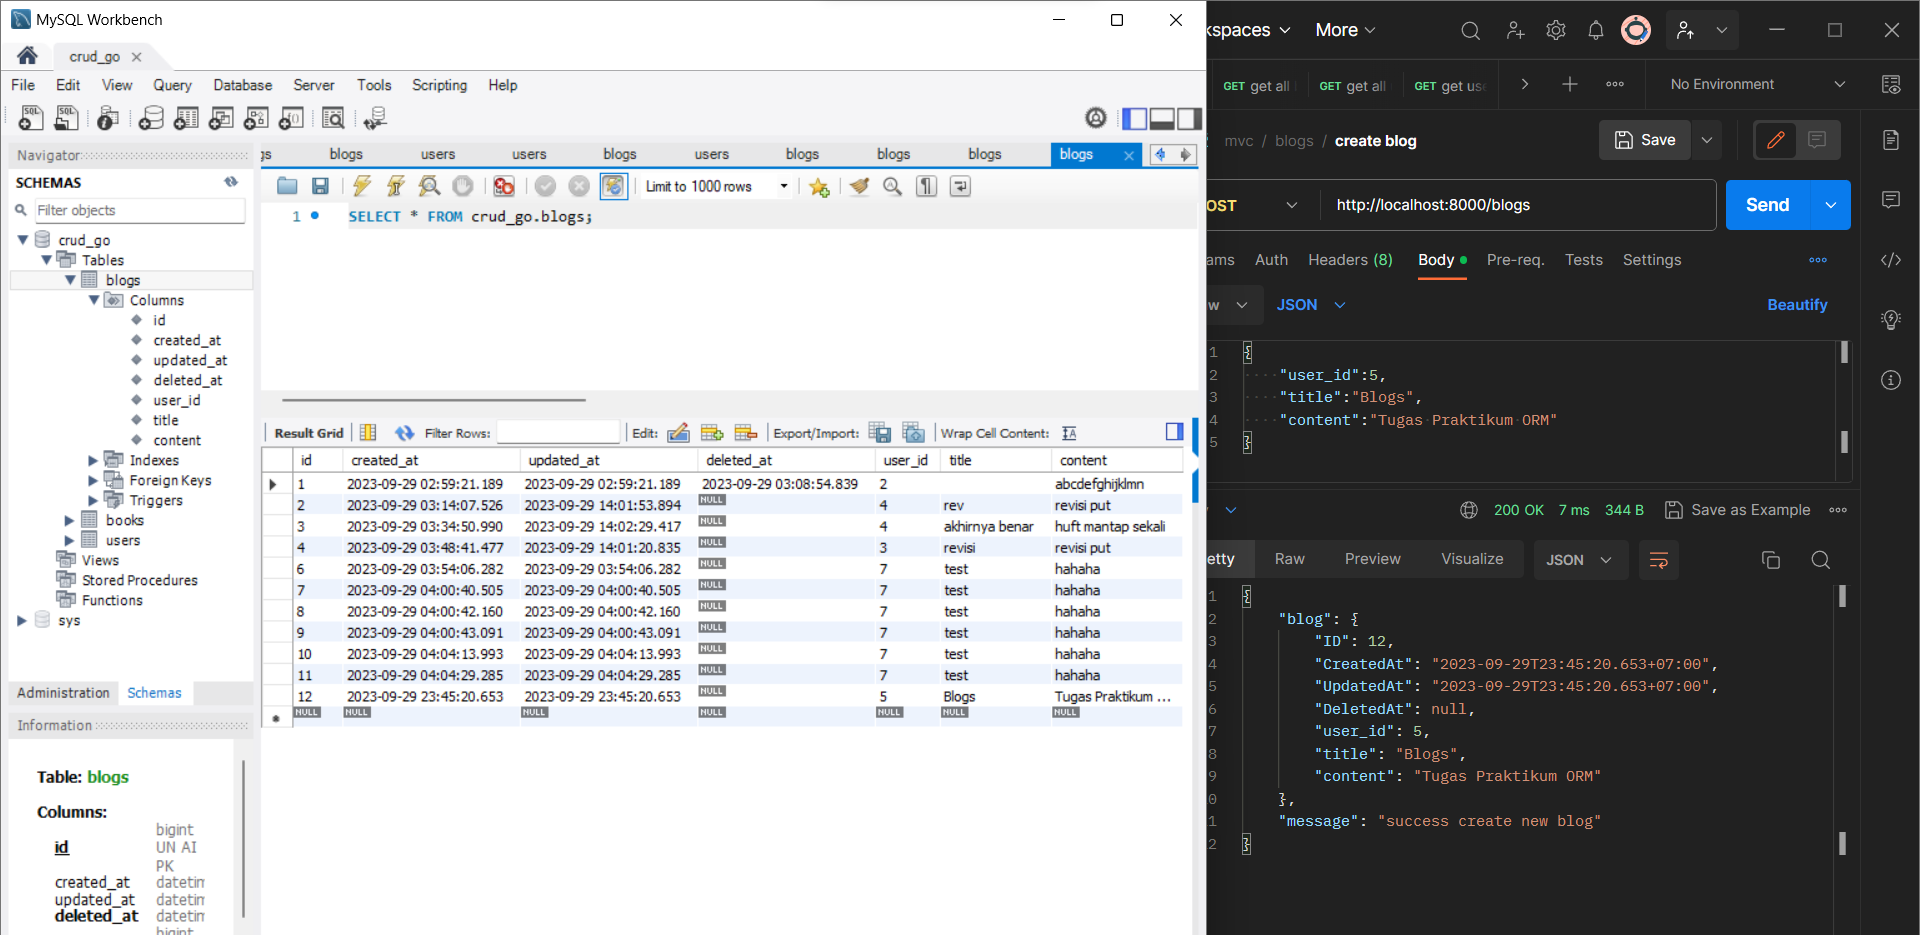 MySQL Workbench
crud_go
File Edit View Query Database Server Tools Scripting Help
Navigator
SCHEMAS
Filter objects
crud_go
Tables
blogs
Columns
id
created_at
updated_at
deleted_at
user_id
title
content
Indexes
Foreign Keys
Triggers
books
users
Views
Stored Procedures
Functions
sys
Administration Schemas
Information
Table: blogs
Columns:
id bigint UN AI PK
created_at datetim
updated_at datetim
deleted_at datetim
bigint
gs blogs users users blogs users blogs blogs blogs blogs
Limit to 1000 rows
1 SELECT * FROM crud_go.blogs;
Result Grid Filter Rows: Edit: Export/Import: Wrap Cell Content:
id created_at updated_at deleted_at user_id title content
1 2023-09-29 02:59:21.189 2023-09-29 02:59:21.189 2023-09-29 03:08:54.839 2 abcdefghijklmn
2 2023-09-29 03:14:07.526 2023-09-29 14:01:53.894 NULL 4 rev revisi put
3 2023-09-29 03:34:50.990 2023-09-29 14:02:29.417 NULL 4 akhirnya benar huft mantap sekali
4 2023-09-29 03:48:41.477 2023-09-29 14:01:20.835 NULL 3 revisi revisi put
6 2023-09-29 03:54:06.282 2023-09-29 03:54:06.282 NULL 7 test hahaha
7 2023-09-29 04:00:40.505 2023-09-29 04:00:40.505 NULL 7 test hahaha
8 2023-09-29 04:00:42.160 2023-09-29 04:00:42.160 NULL 7 test hahaha
9 2023-09-29 04:00:43.091 2023-09-29 04:00:43.091 NULL 7 test hahaha
10 2023-09-29 04:04:13.993 2023-09-29 04:04:13.993 NULL 7 test hahaha
11 2023-09-29 04:04:29.285 2023-09-29 04:04:29.285 NULL 7 test hahaha
12 2023-09-29 23:45:20.653 2023-09-29 23:45:20.653 NULL 5 Blogs Tugas Praktikum ...
NULL NULL NULL NULL NULL NULL NULL
kspaces More
GET get all GET get all GET get us No Environment
mvc / blogs / create blog Save
OST http://localhost:8000/blogs Send
ams Auth Headers (8) Body Pre-req. Tests Settings
w JSON Beautify
1 {
2 "user_id":5,
3 "title":"Blogs",
4 "content":"Tugas Praktikum ORM"
5 }
200 OK 7 ms 344 B Save as Example
etty Raw Preview Visualize JSON
1 {
2 "blog": {
3 "ID": 12,
4 "CreatedAt": "2023-09-29T23:45:20.653+07:00",
5 "UpdatedAt": "2023-09-29T23:45:20.653+07:00",
6 "DeletedAt": null,
7 "user_id": 5,
8 "title": "Blogs",
9 "content": "Tugas Praktikum ORM"
0 },
1 "message": "success create new blog"
2 }